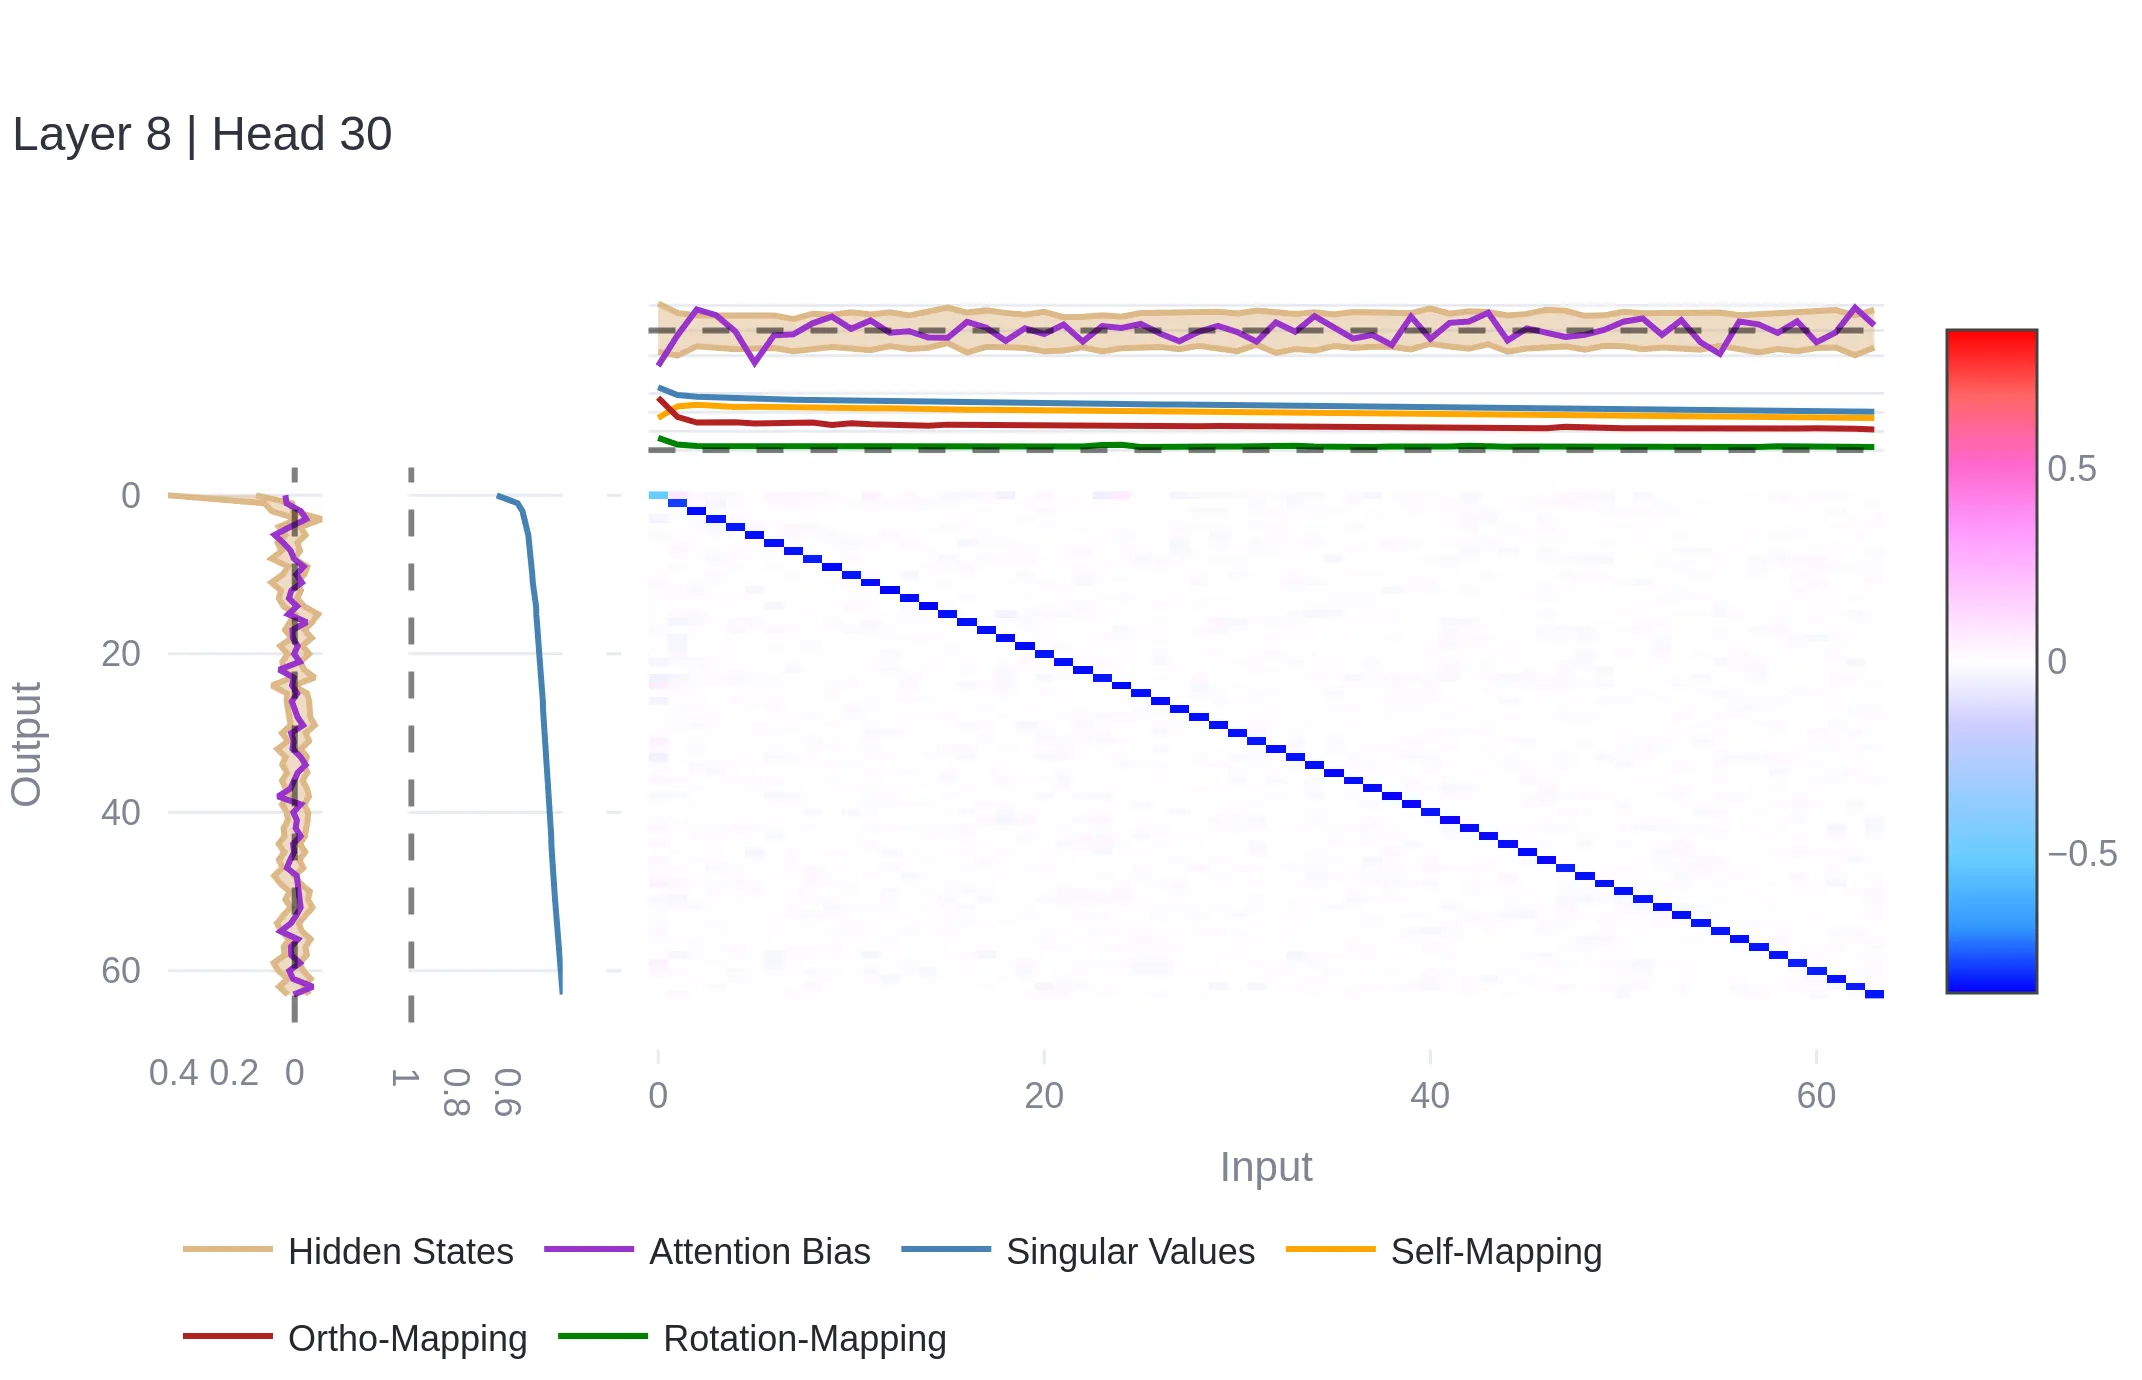 Layer 8 | Head 30
0
20
40
60
Output
0.4 0.2 0
1 0.8 0.6
0 20 40 60
Input
0.5
0
−0.5
Hidden States Attention Bias Singular Values Self-Mapping
Ortho-Mapping Rotation-Mapping